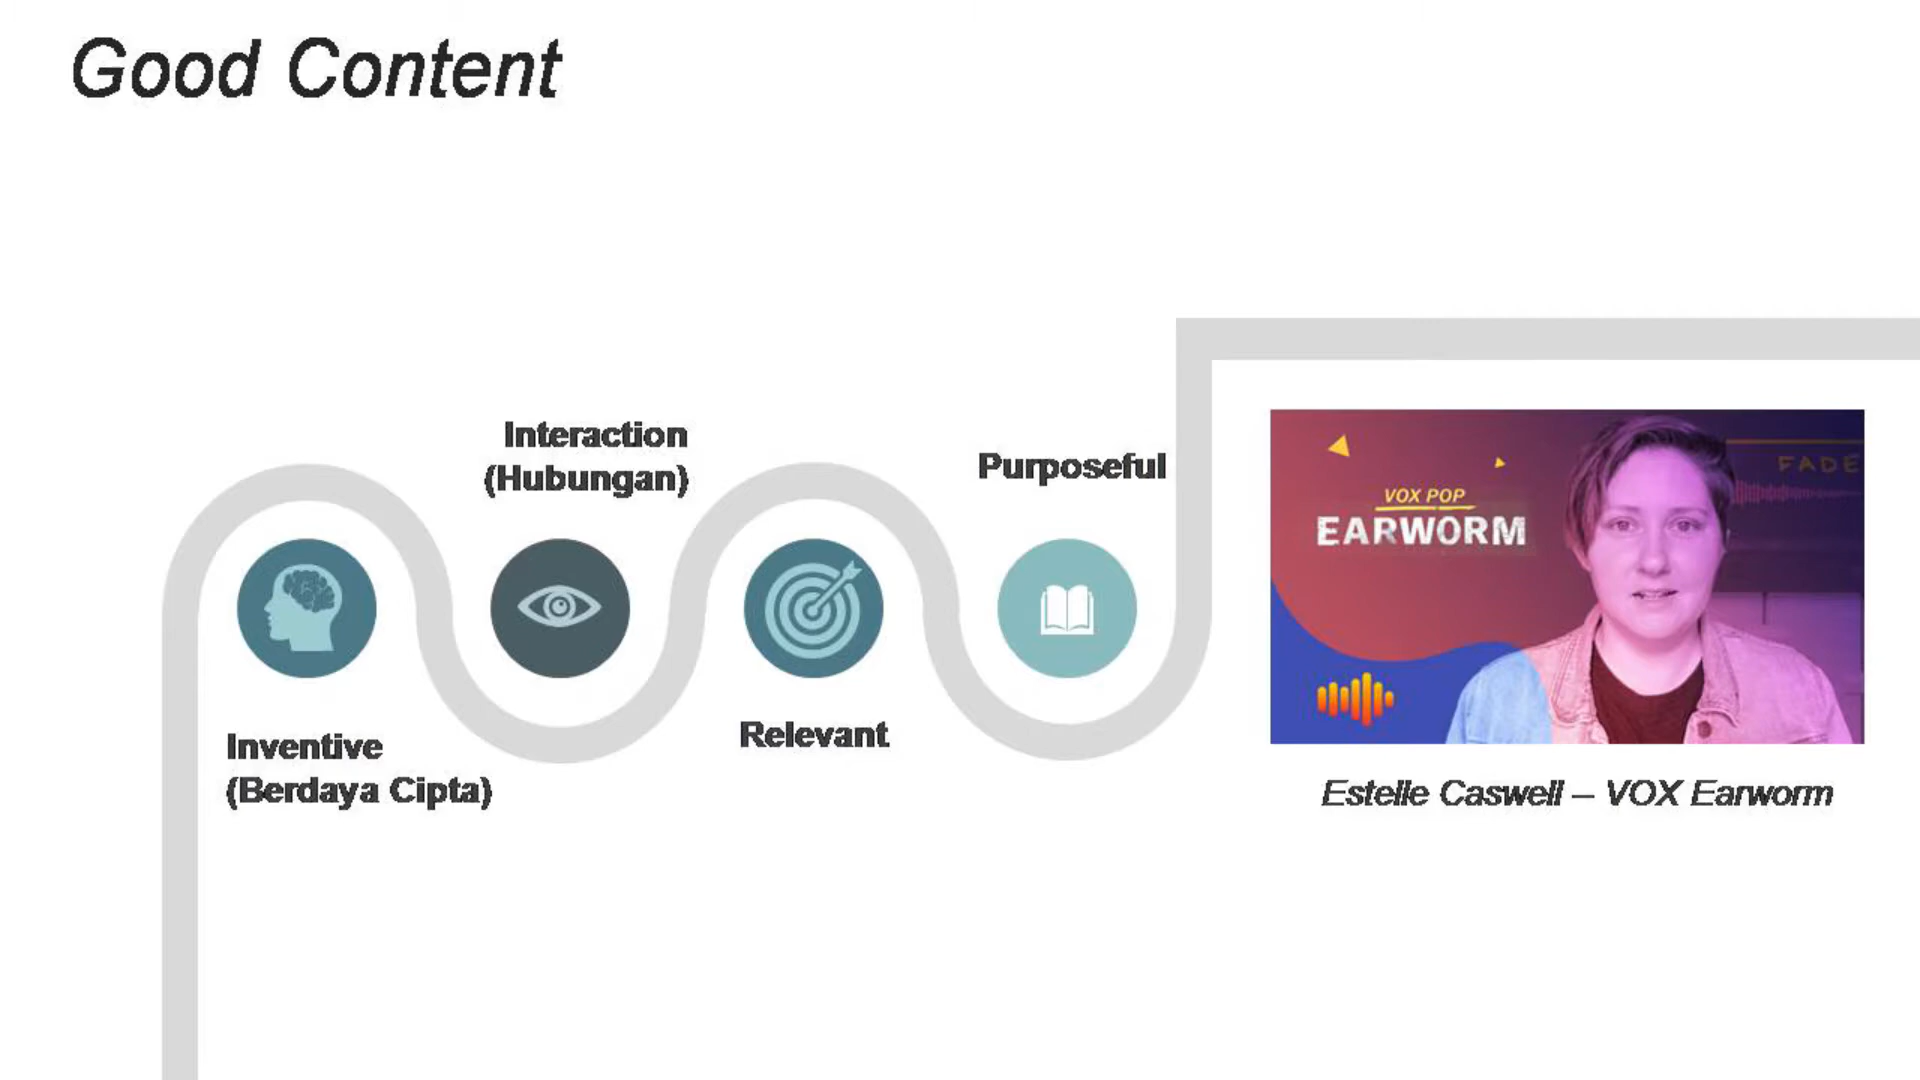 Good Content
Interaction
(Hubungan)
Purposeful
Inventive
(Berdaya Cipta)
Relevant
VOX POP
EARWORM
FADE
Estelle Caswell – VOX Earworm